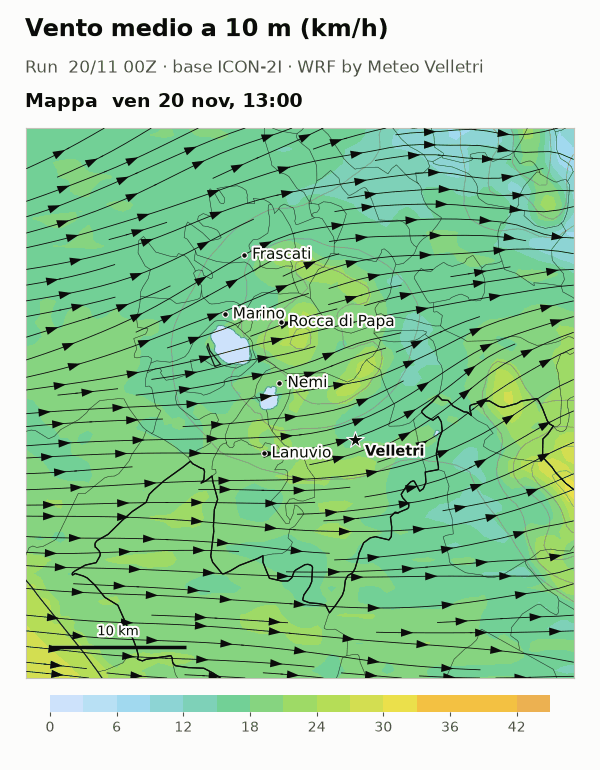 Vento medio a 10 m (km/h)
Run 20/11 00Z · base ICON-2I · WRF by Meteo Velletri
Mappa ven 20 nov, 13:00
Frascati
Marino
Rocca di Papa
Nemi
Velletri
Lanuvio
10 km
0 6 12 18 24 30 36 42